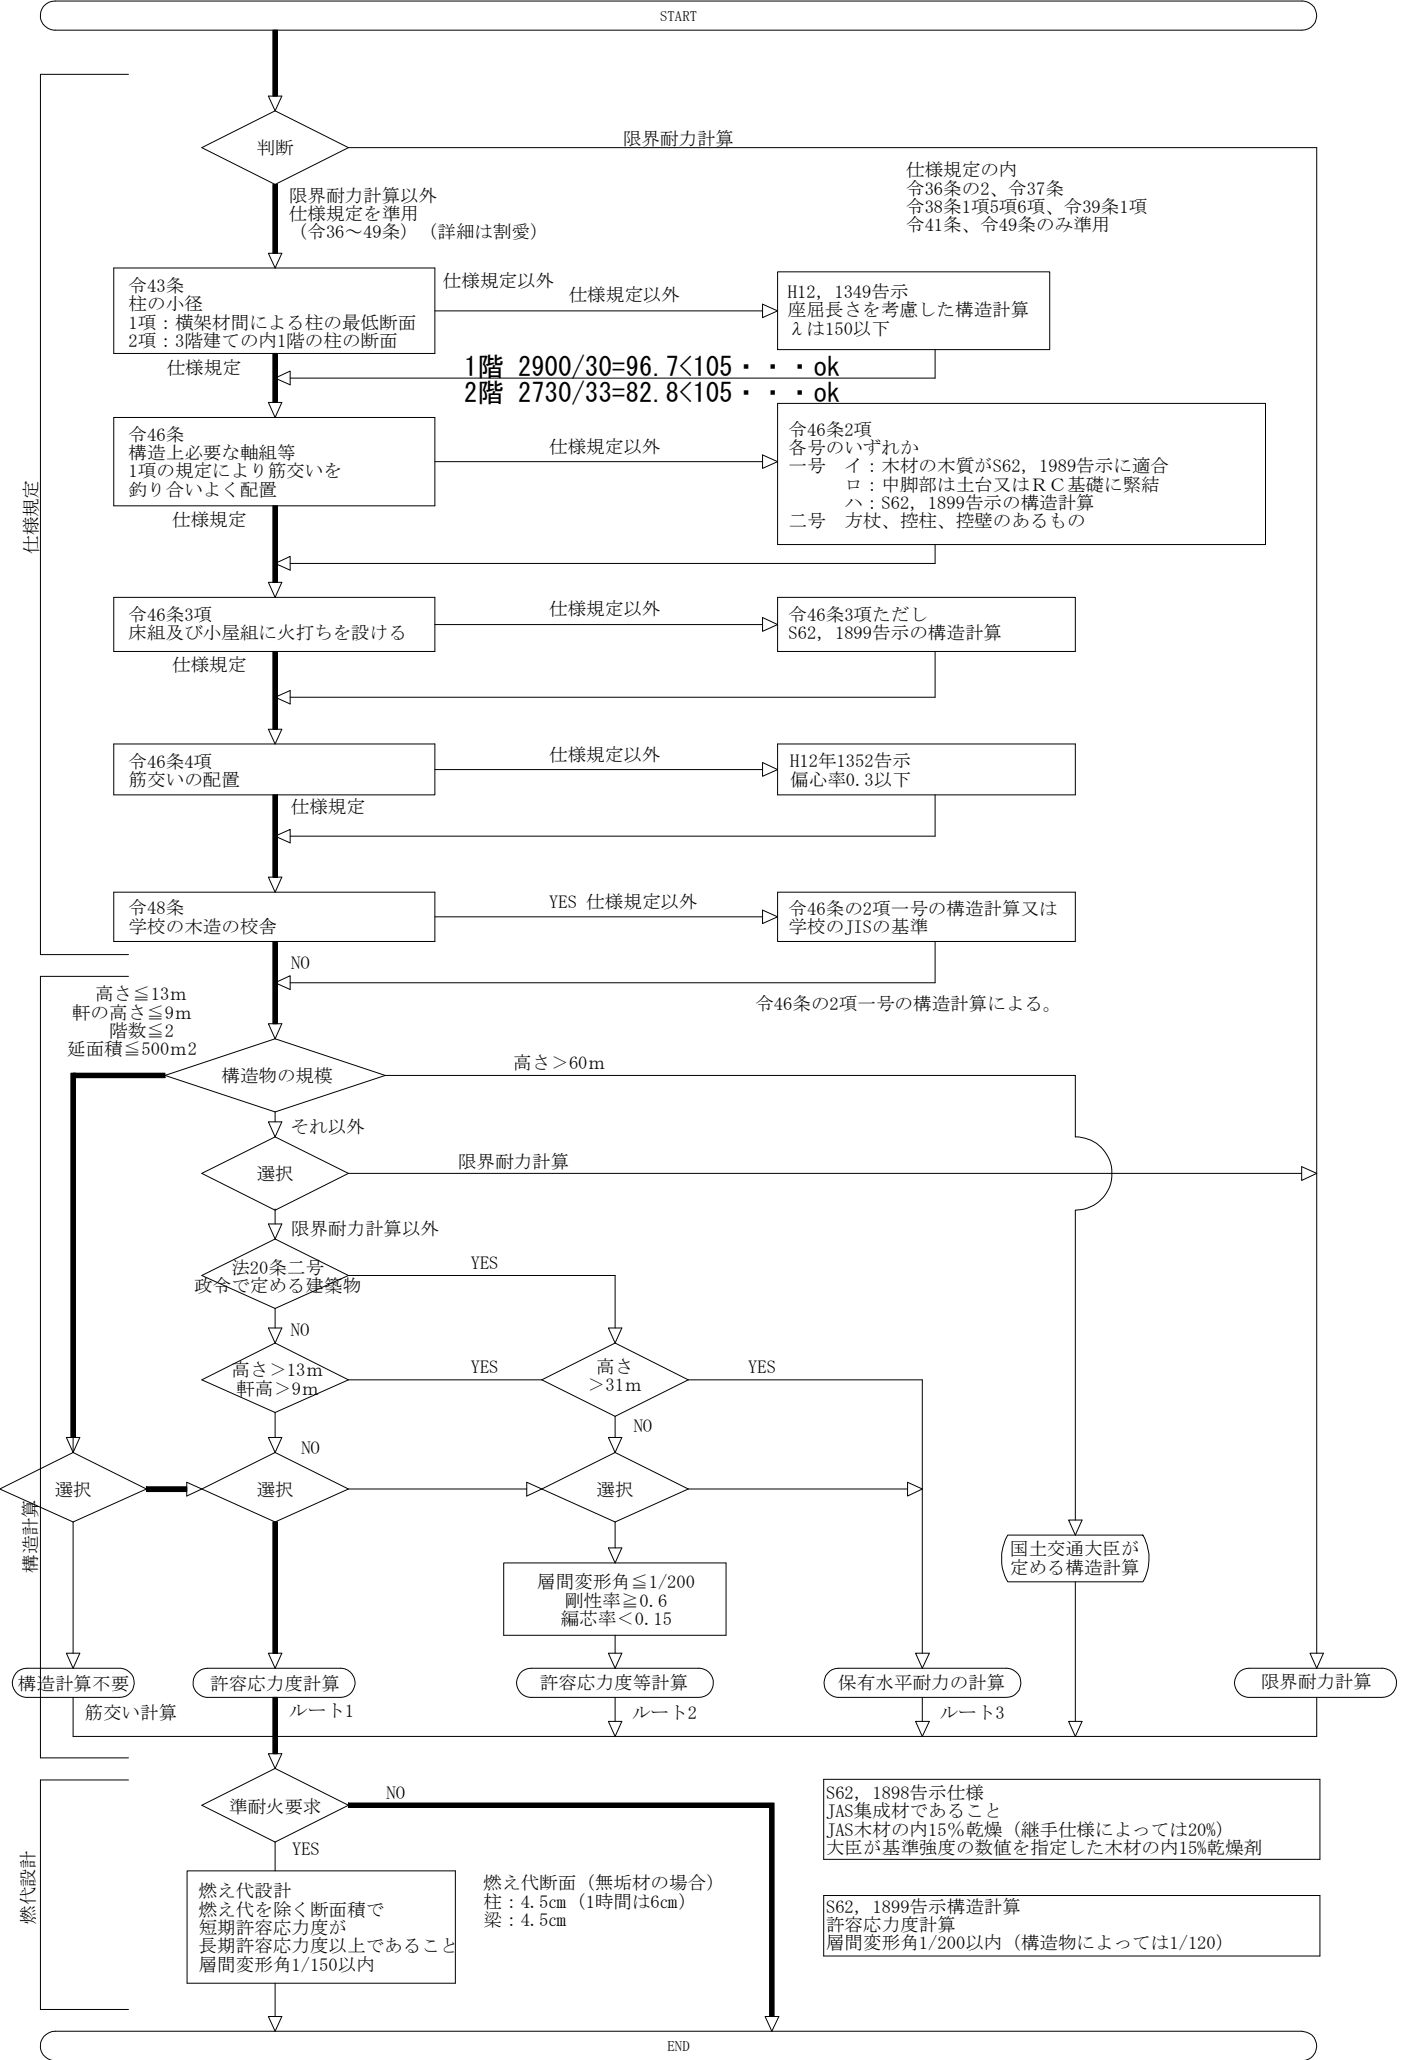 START
判断
限界耐力計算
限界耐力計算以外
仕様規定を準用
（令36～49条）（詳細は割愛）
仕様規定の内
令36条の2、令37条
令38条1項5項6項、令39条1項
令41条、令49条のみ準用
仕様規定
令43条
柱の小径
1項：横架材間による柱の最低断面
2項：3階建ての内1階の柱の断面
仕様規定以外
仕様規定以外
H12, 1349告示
座屈長さを考慮した構造計算
λは150以下
仕様規定
1階 2900/30=96.7<105・・・ok
2階 2730/33=82.8<105・・・ok
令46条
構造上必要な軸組等
1項の規定により筋交いを
釣り合いよく配置
仕様規定以外
令46条2項
各号のいずれか
一号　イ：木材の木質がS62, 1989告示に適合
ロ：中脚部は土台又はＲＣ基礎に緊結
ハ：S62, 1899告示の構造計算
二号　方杖、控柱、控壁のあるもの
仕様規定
令46条3項
床組及び小屋組に火打ちを設ける
仕様規定以外
令46条3項ただし
S62, 1899告示の構造計算
仕様規定
令46条4項
筋交いの配置
仕様規定以外
H12年1352告示
偏心率0.3以下
仕様規定
令48条
学校の木造の校舎
YES 仕様規定以外
令46条の2項一号の構造計算又は
学校のJISの基準
NO
令46条の2項一号の構造計算による。
高さ≦13m
軒の高さ≦9m
階数≦2
延面積≦500m2
構造物の規模
高さ＞60m
それ以外
選択
限界耐力計算
限界耐力計算以外
法20条二号
政令で定める建築物
YES
NO
高さ＞13m
軒高＞9m
YES
高さ
＞31m
YES
NO
NO
選択
選択
選択
構造計算
国土交通大臣が
定める構造計算
層間変形角≦1/200
剛性率≧0.6
編芯率＜0.15
構造計算不要
許容応力度計算
許容応力度等計算
保有水平耐力の計算
限界耐力計算
筋交い計算
ルート1
ルート2
ルート3
準耐火要求
NO
YES
S62, 1898告示仕様
JAS集成材であること
JAS木材の内15%乾燥（継手仕様によっては20%）
大臣が基準強度の数値を指定した木材の内15%乾燥剤
燃代設計
燃え代設計
燃え代を除く断面積で
短期許容応力度が
長期許容応力度以上であること
層間変形角1/150以内
燃え代断面（無垢材の場合）
柱：4.5cm（1時間は6cm）
梁：4.5cm
S62, 1899告示構造計算
許容応力度計算
層間変形角1/200以内（構造物によっては1/120）
END